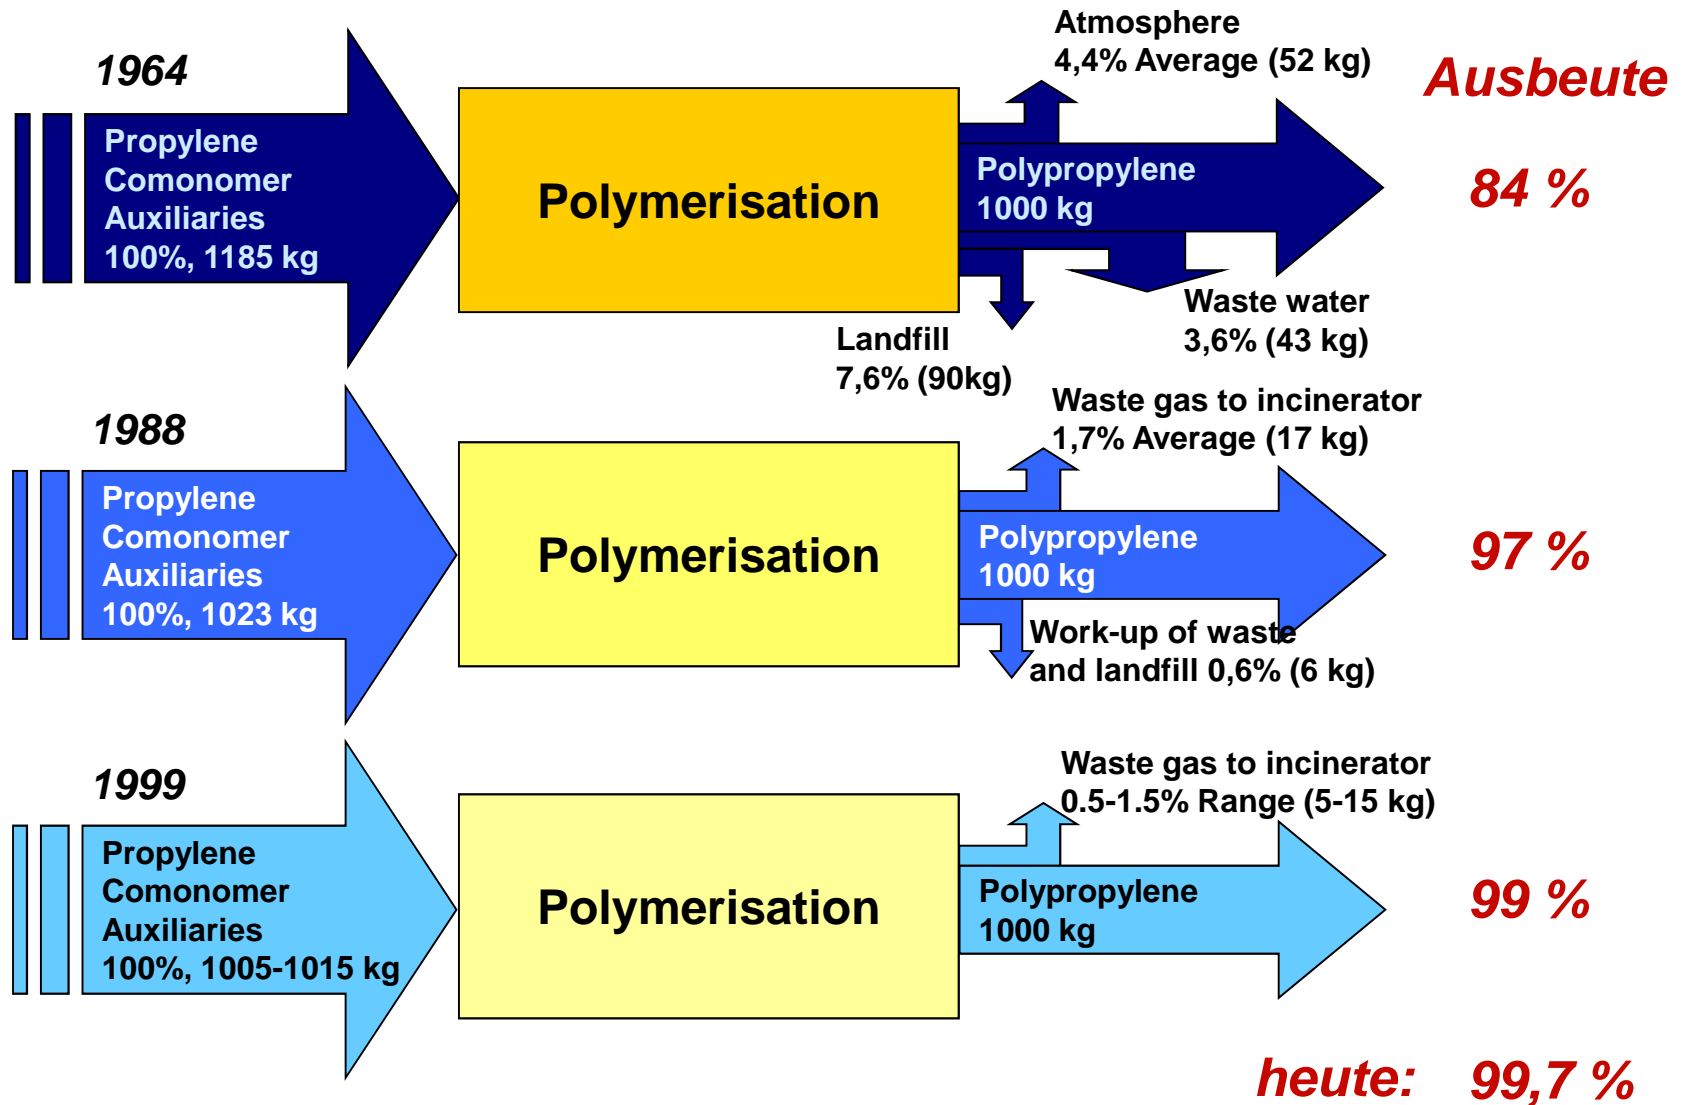 Atmosphere
4,4% Average (52 kg)
1964
Ausbeute
Propylene
Comonomer
Auxiliaries
100%, 1185 kg
Polymerisation
Polypropylene
1000 kg
84 %
Waste water
3,6% (43 kg)
Landfill
7,6% (90kg)
Waste gas to incinerator
1,7% Average (17 kg)
1988
Propylene
Comonomer
Auxiliaries
100%, 1023 kg
Polymerisation
Polypropylene
1000 kg
97 %
Work-up of waste
and landfill 0,6% (6 kg)
Waste gas to incinerator
0.5-1.5% Range (5-15 kg)
1999
Propylene
Comonomer
Auxiliaries
100%, 1005-1015 kg
Polymerisation
Polypropylene
1000 kg
99 %
heute: 99,7 %